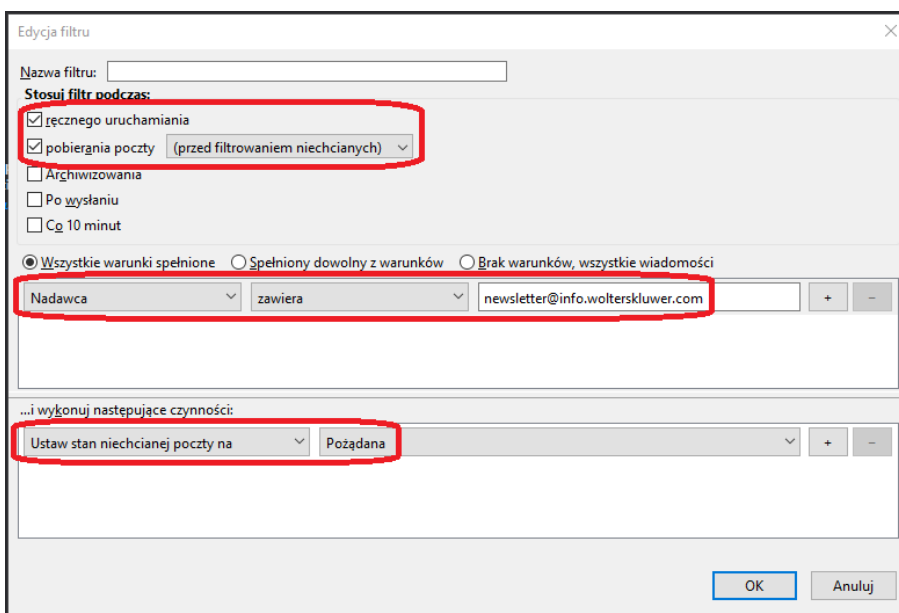 Edycja filtru
Nazwa filtru:
Stosuj filtr podczas:
ręcznego uruchamiania
pobierania poczty (przed filtrowaniem niechcianych)
Archiwizowania
Po wysłaniu
Co 10 minut
Wszystkie warunki spełnione Spełniony dowolny z warunków Brak warunków, wszystkie wiadomości
Nadawca zawiera newsletter@info.wolterskluwer.com + −
...i wykonuj następujące czynności:
Ustaw stan niechcianej poczty na Pożądana + −
OK Anuluj